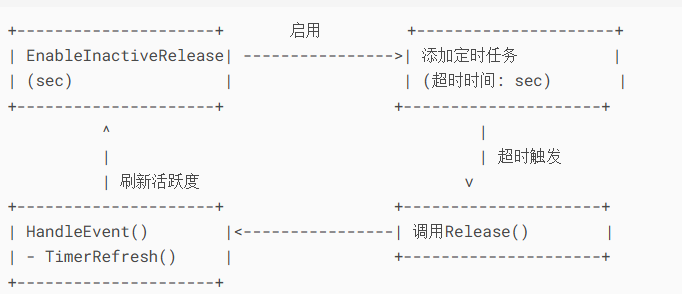 启用
+---------------------+                    +---------------------+
| EnableInactiveRelease| ---------------->| 添加定时任务          |
| (sec)                |                  | (超时时间: sec)       |
+---------------------+                  +---------------------+
          ^                                       |
          |                                       | 超时触发
          | 刷新活跃度                             v
+---------------------+                  +---------------------+
| HandleEvent()        |<----------------| 调用Release()        |
| - TimerRefresh()     |                 +---------------------+
+---------------------+